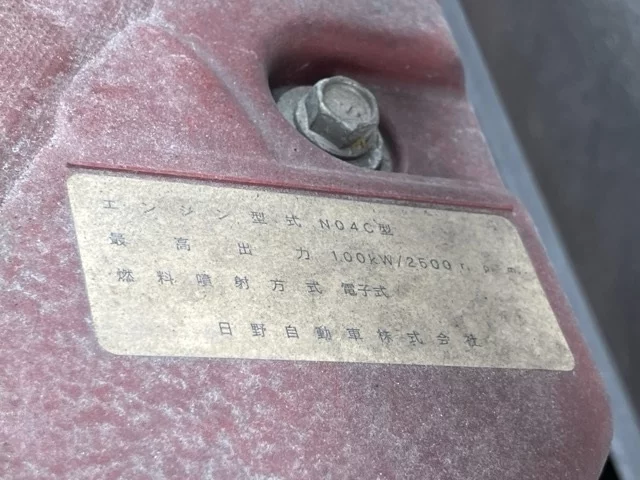 エンジン型式 N04C型
最高出力 100kW/2500r.p.m.
燃料噴射方式 電子式
日野自動車株式会社